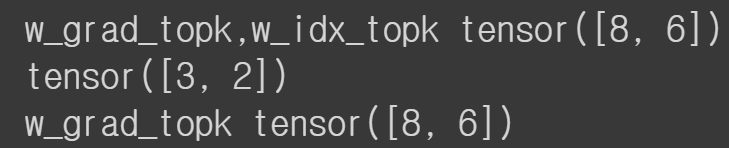 w_grad_topk,w_idx_topk tensor([8, 6])
tensor([3, 2])
w_grad_topk tensor([8, 6])